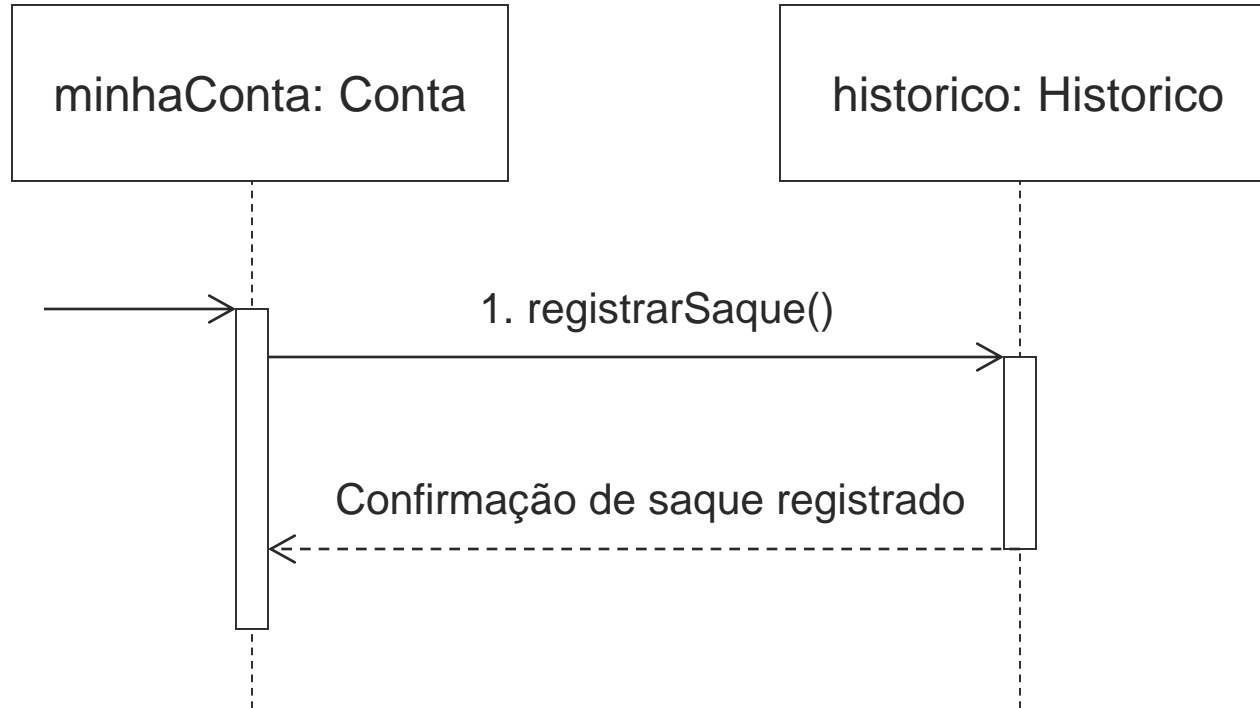 minhaConta: Conta
historico: Historico
1. registrarSaque()
Confirmação de saque registrado